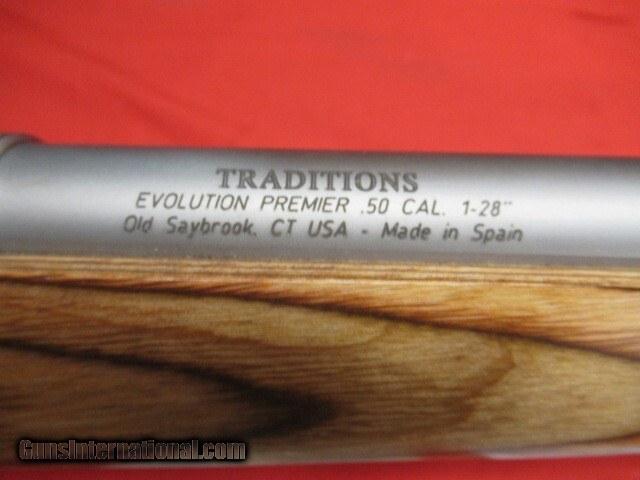 TRADITIONS
EVOLUTION PREMIER .50 CAL. 1-28"
Old Saybrook, CT USA - Made in Spain
GunsInternational.com